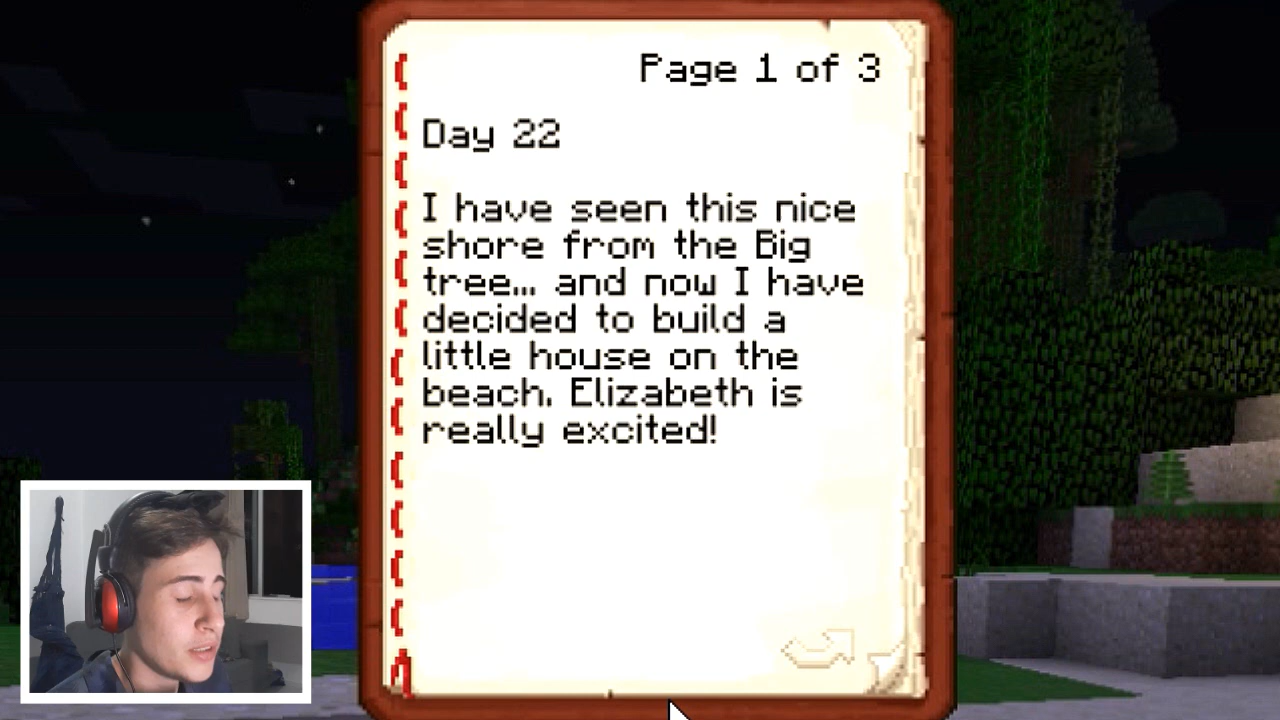 Page 1 of 3
Day 22
I have seen this nice
shore from the Big
tree... and now I have
decided to build a
little house on the
beach. Elizabeth is
really excited!